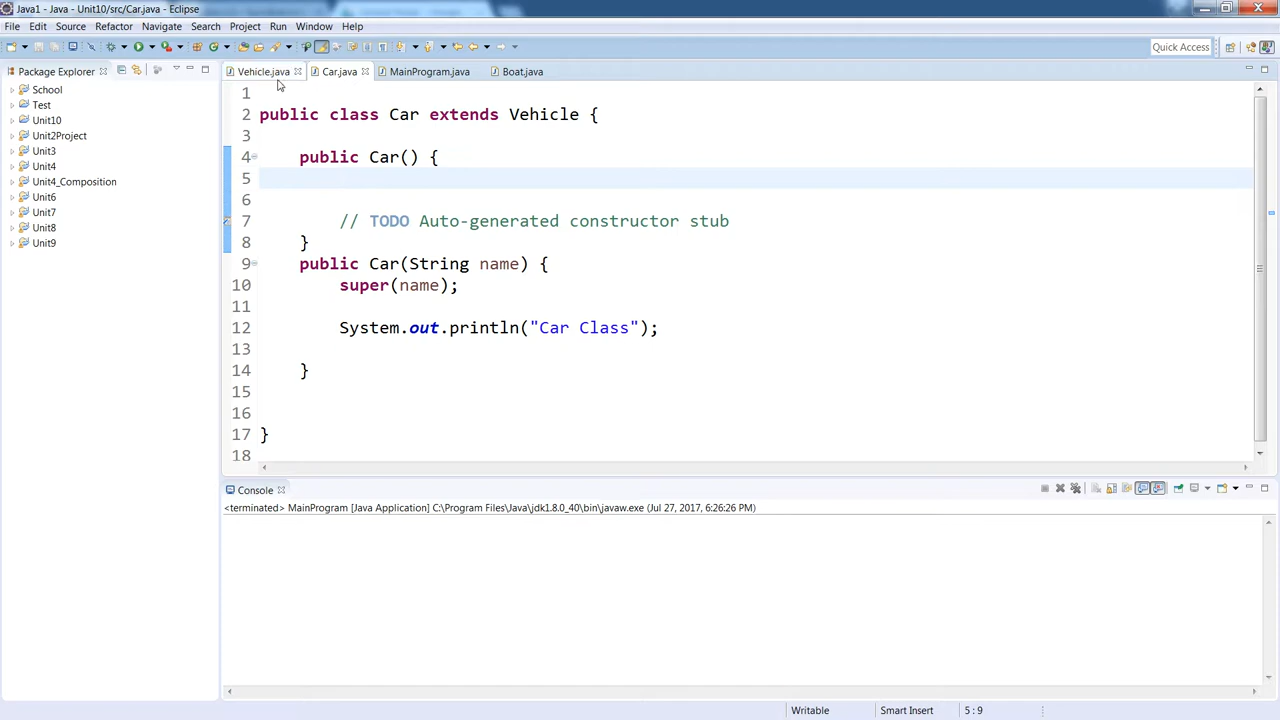 Java1 - Java - Unit10/src/Car.java - Eclipse
File Edit Source Refactor Navigate Search Project Run Window Help
Quick Access
Package Explorer
Vehicle.java Car.java MainProgram.java Boat.java
School
Test
Unit10
Unit2Project
Unit3
Unit4
Unit4_Composition
Unit6
Unit7
Unit8
Unit9
1
2 public class Car extends Vehicle {
3
4 public Car() {
5
6
7 // TODO Auto-generated constructor stub
8 }
9 public Car(String name) {
10 super(name);
11
12 System.out.println("Car Class");
13
14 }
15
16
17 }
18
Console
<terminated> MainProgram [Java Application] C:\Program Files\Java\jdk1.8.0_40\bin\javaw.exe (Jul 27, 2017, 6:26:26 PM)
Writable Smart Insert 5 : 9